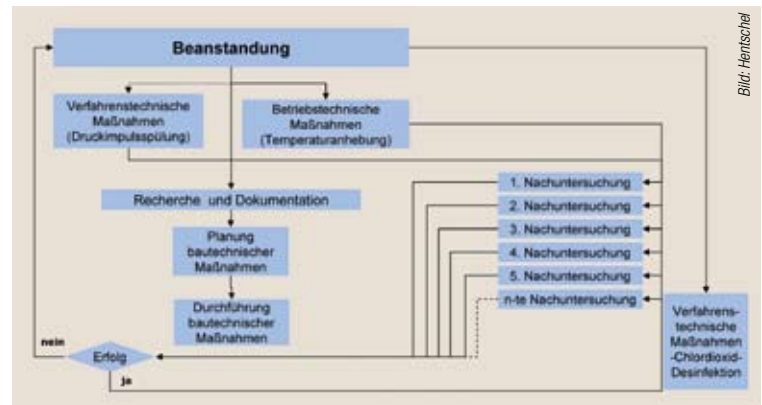 Bild: Hentschel
Beanstandung
Verfahrenstechnische
Maßnahmen
(Druckimpulsspülung)
Betriebstechnische
Maßnahmen
(Temperaturanhebung)
Recherche und Dokumentation
Planung
bautechnischer
Maßnahmen
Durchführung
bautechnischer
Maßnahmen
1. Nachuntersuchung
2. Nachuntersuchung
3. Nachuntersuchung
4. Nachuntersuchung
5. Nachuntersuchung
n-te Nachuntersuchung
Verfahrens-
technische
Maßnahmen
-Chlordioxid-
Desinfektion
nein
Erfolg
ja